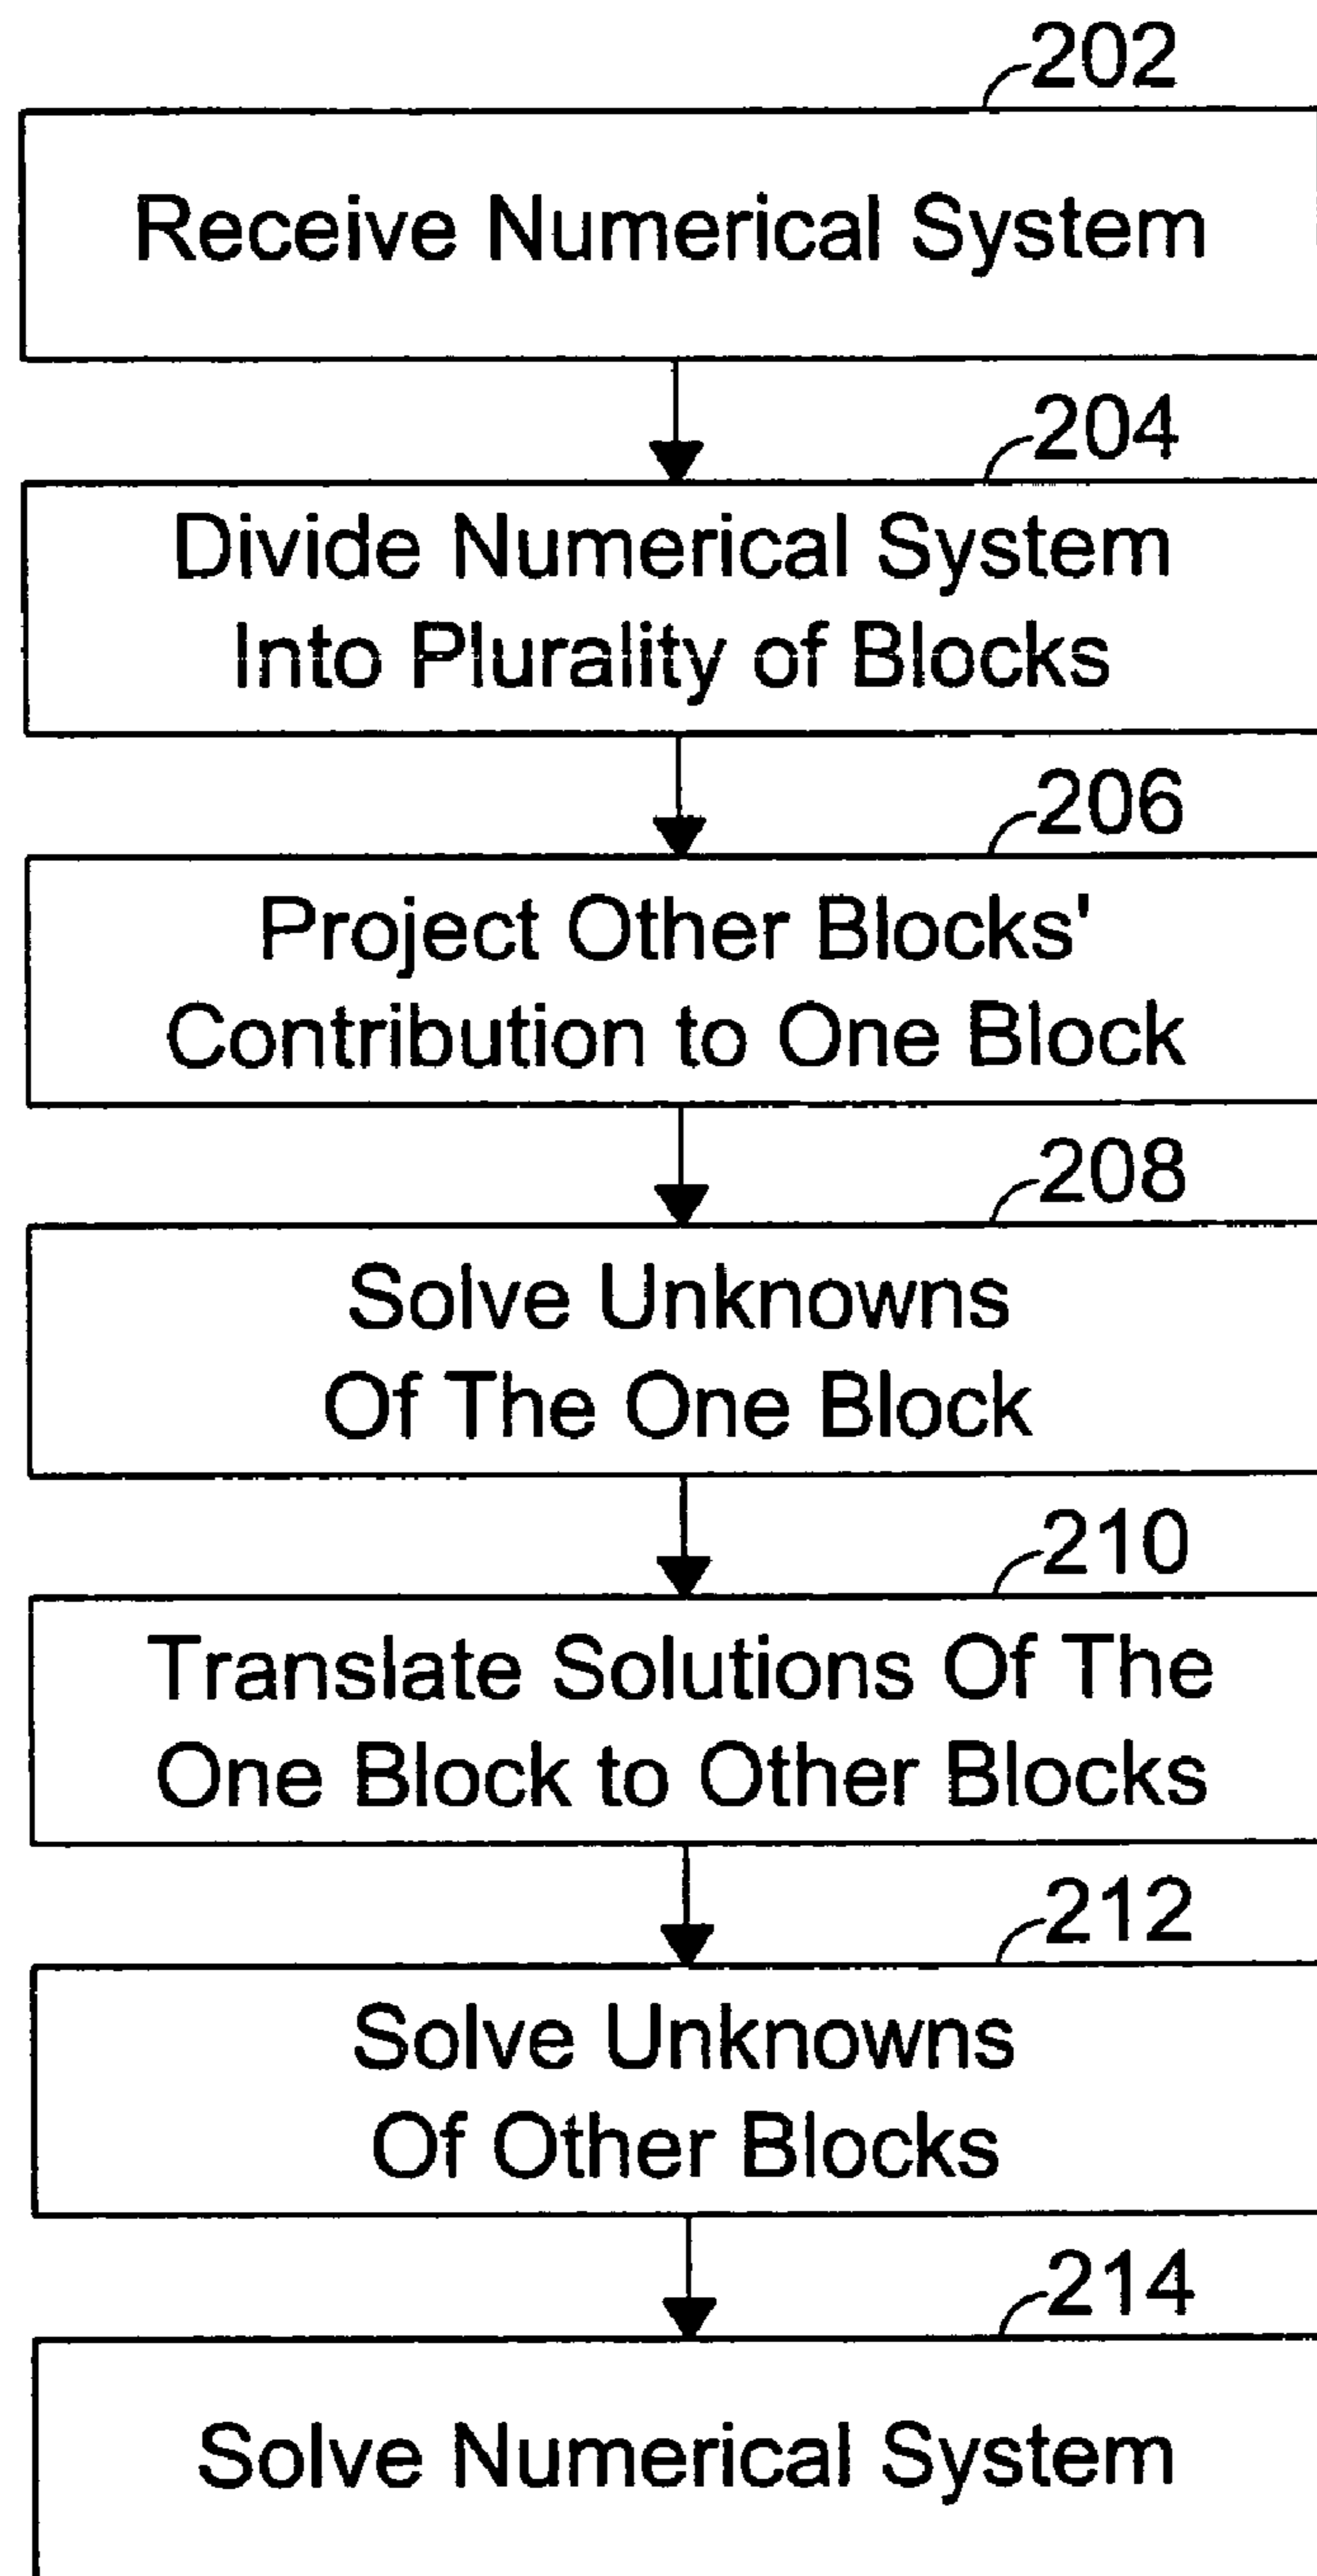 202
Receive Numerical System
204
Divide Numerical System
Into Plurality of Blocks
206
Project Other Blocks'
Contribution to One Block
208
Solve Unknowns
Of The One Block
210
Translate Solutions Of The
One Block to Other Blocks
212
Solve Unknowns
Of Other Blocks
214
Solve Numerical System